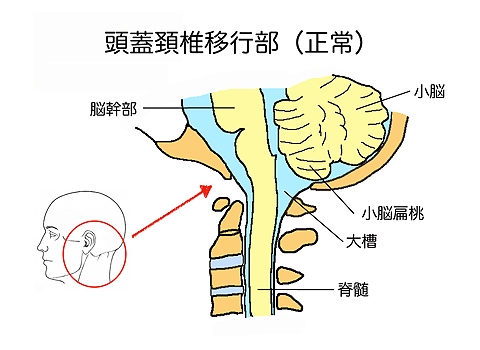 頭蓋頚椎移行部（正常）
小脳
脳幹部
小脳扁桃
大槽
脊髄